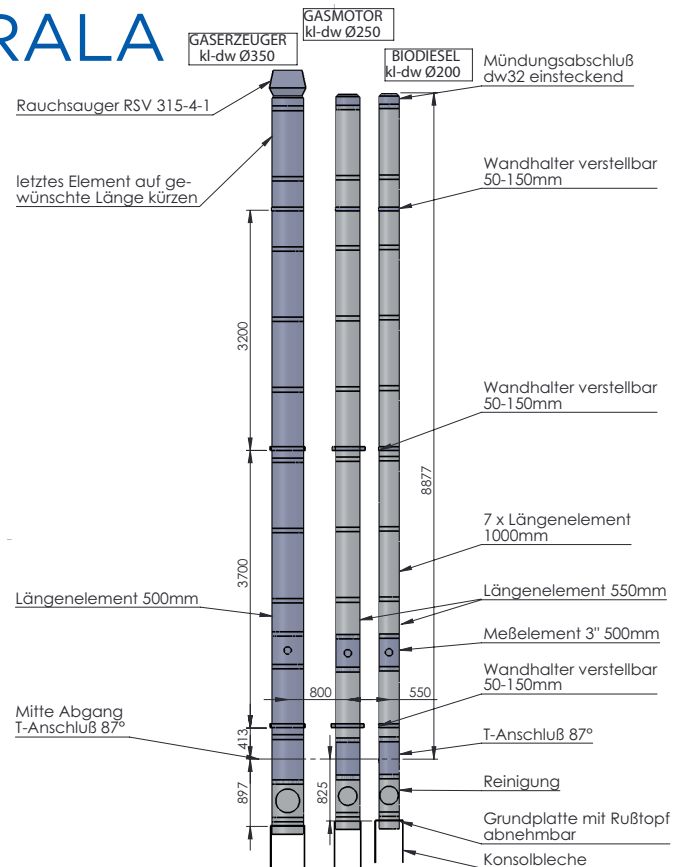 RALA
GASERZEUGER
kl-dw Ø350
GASMOTOR
kl-dw Ø250
BIODIESEL
kl-dw Ø200
Rauchsauger RSV 315-4-1
letztes Element auf ge-
wünschte Länge kürzen
Längenelement 500mm
Mitte Abgang
T-Anschluß 87°
3200
3700
413
897
800
550
825
8877
Mündungsabschluß
dw32 einsteckend
Wandhalter verstellbar
50-150mm
Wandhalter verstellbar
50-150mm
7 x Längenelement
1000mm
Längenelement 550mm
Meßelement 3" 500mm
Wandhalter verstellbar
50-150mm
T-Anschluß 87°
Reinigung
Grundplatte mit Rußtopf
abnehmbar
Konsolbleche